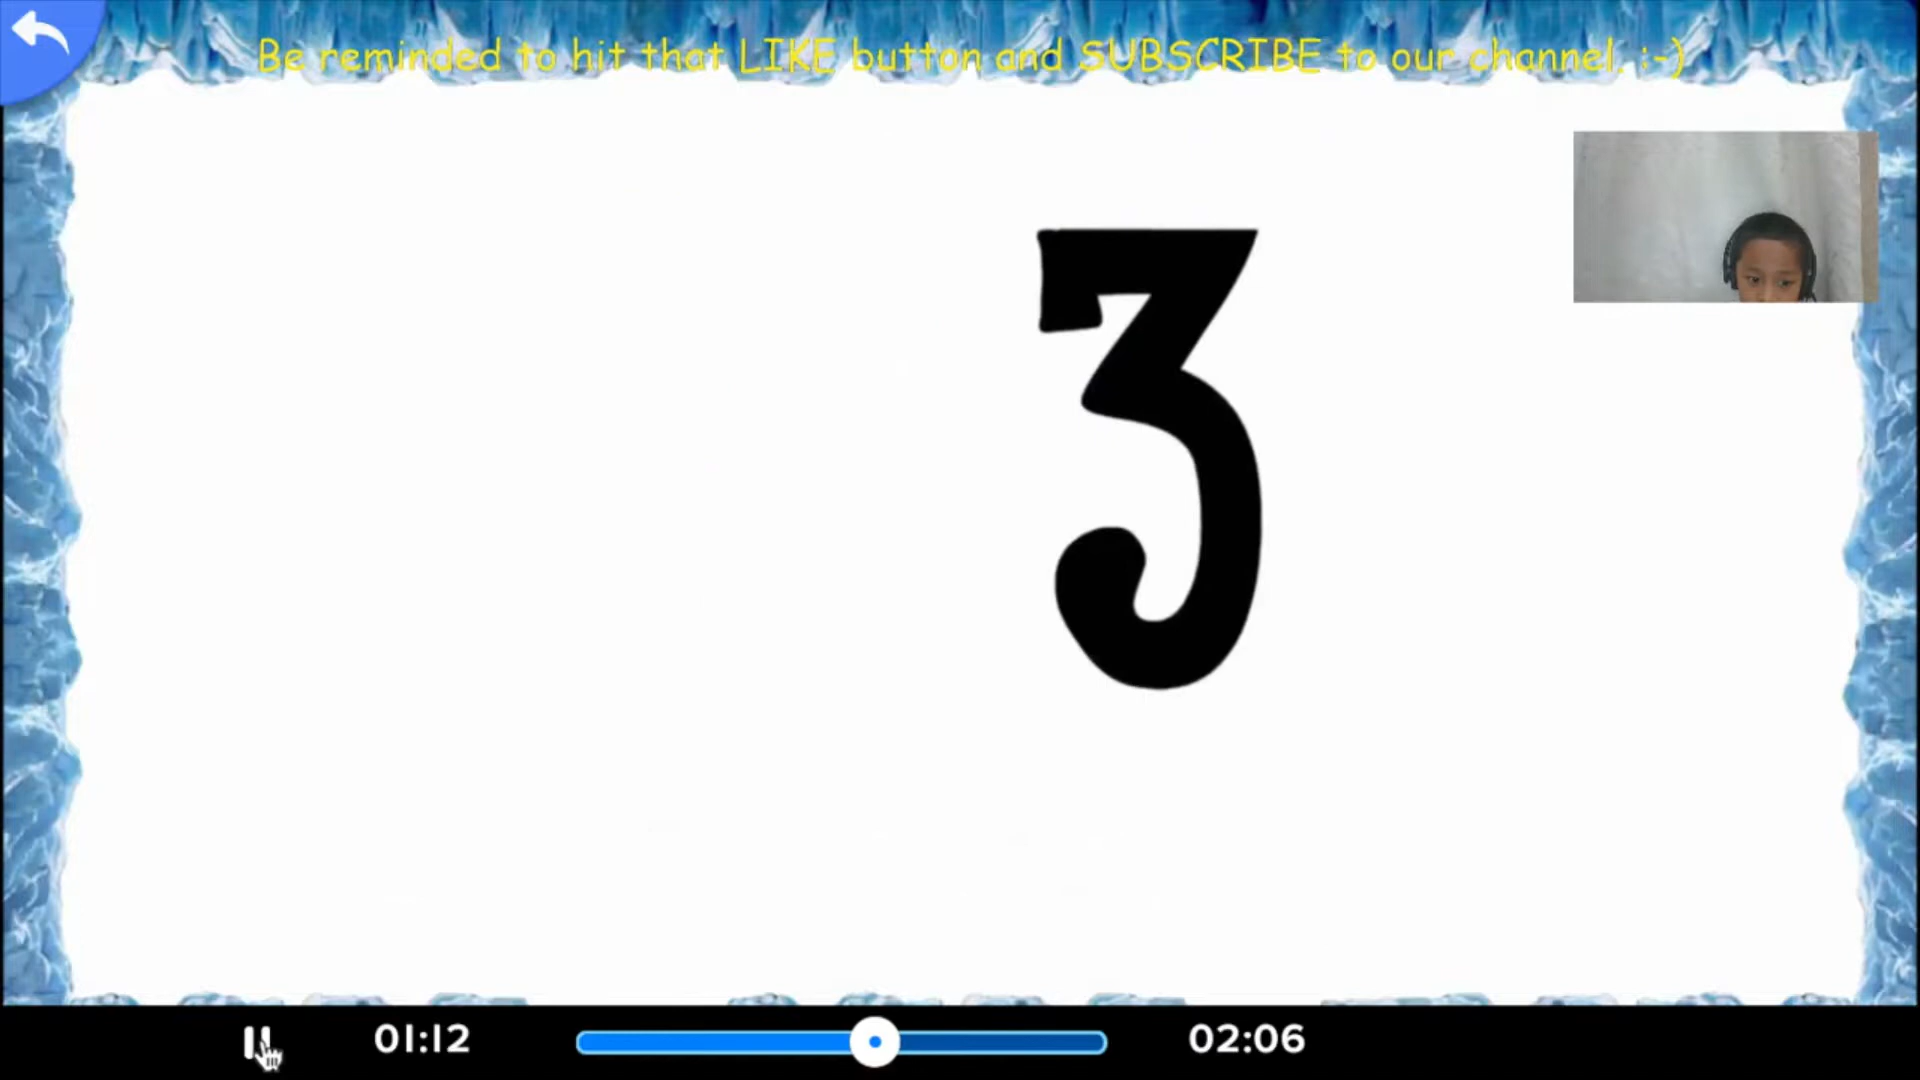 Be reminded to hit that LIKE button and SUBSCRIBE to our channel. :-)
3
01:12
02:06